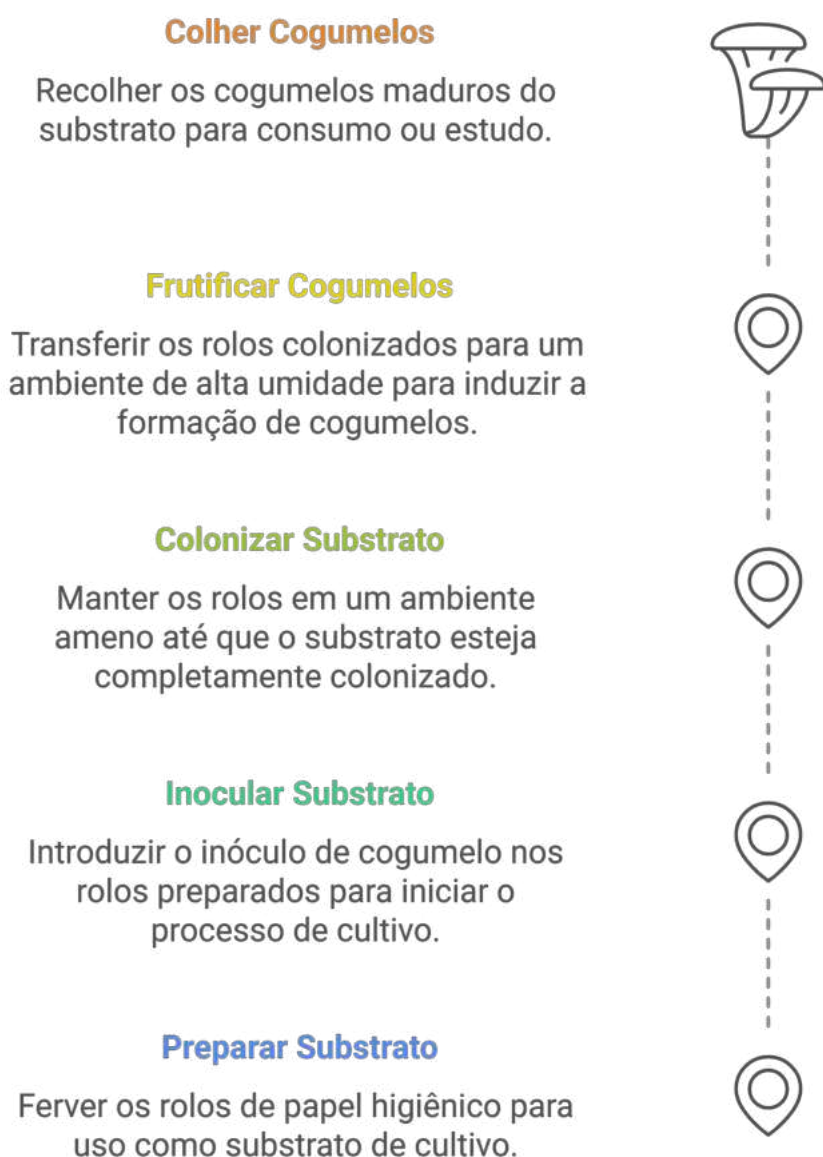 Colher Cogumelos
Recolher os cogumelos maduros do
substrato para consumo ou estudo.
Frutificar Cogumelos
Transferir os rolos colonizados para um
ambiente de alta umidade para induzir a
formação de cogumelos.
Colonizar Substrato
Manter os rolos em um ambiente
ameno até que o substrato esteja
completamente colonizado.
Inocular Substrato
Introduzir o inóculo de cogumelo nos
rolos preparados para iniciar o
processo de cultivo.
Preparar Substrato
Ferver os rolos de papel higiênico para
uso como substrato de cultivo.